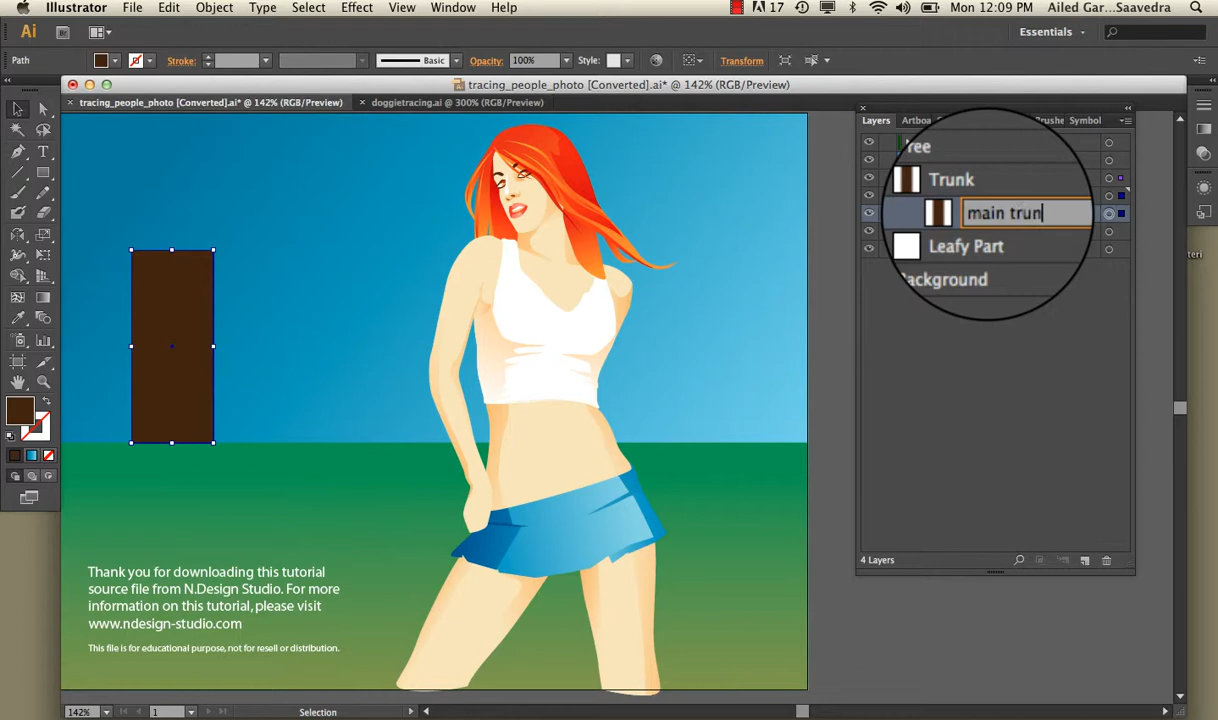 Illustrator File Edit Object Type Select Effect View Window Help
17 Mon 12:09 PM Ailed Gar...Saavedra
Ai Br Essentials
Path Stroke: Basic Opacity: 100% Style: Transform
tracing_people_photo [Converted].ai* @ 142% (RGB/Preview)
× tracing_people_photo [Converted].ai* @ 142% (RGB/Preview) × doggietracing.ai @ 300% (RGB/Preview)
Layers Artboa Brushe Symbol
Tree
Trunk
main trun
Leafy Part
Background
4 Layers
Thank you for downloading this tutorial
source file from N.Design Studio. For more
information on this tutorial, please visit
www.ndesign-studio.com
This file is for educational purpose, not for resell or distribution.
142% 1 Selection